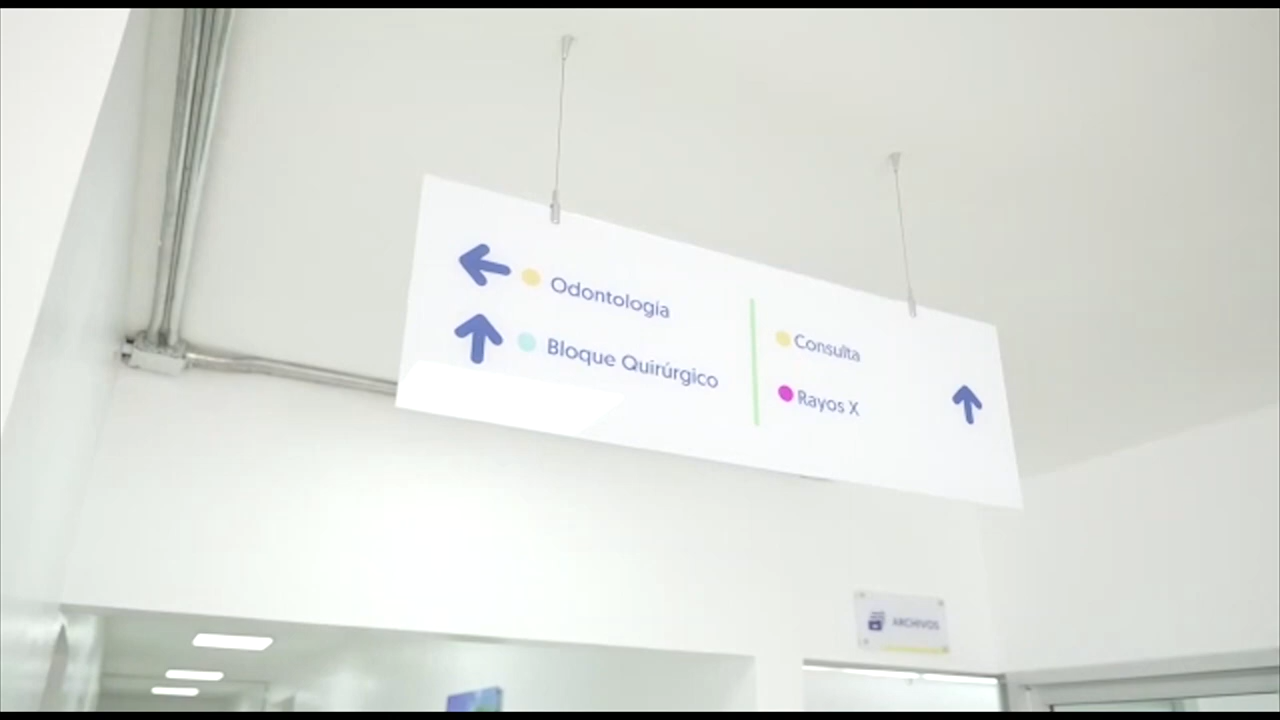 Odontología
Bloque Quirúrgico
Consulta
Rayos X
ARCHIVOS